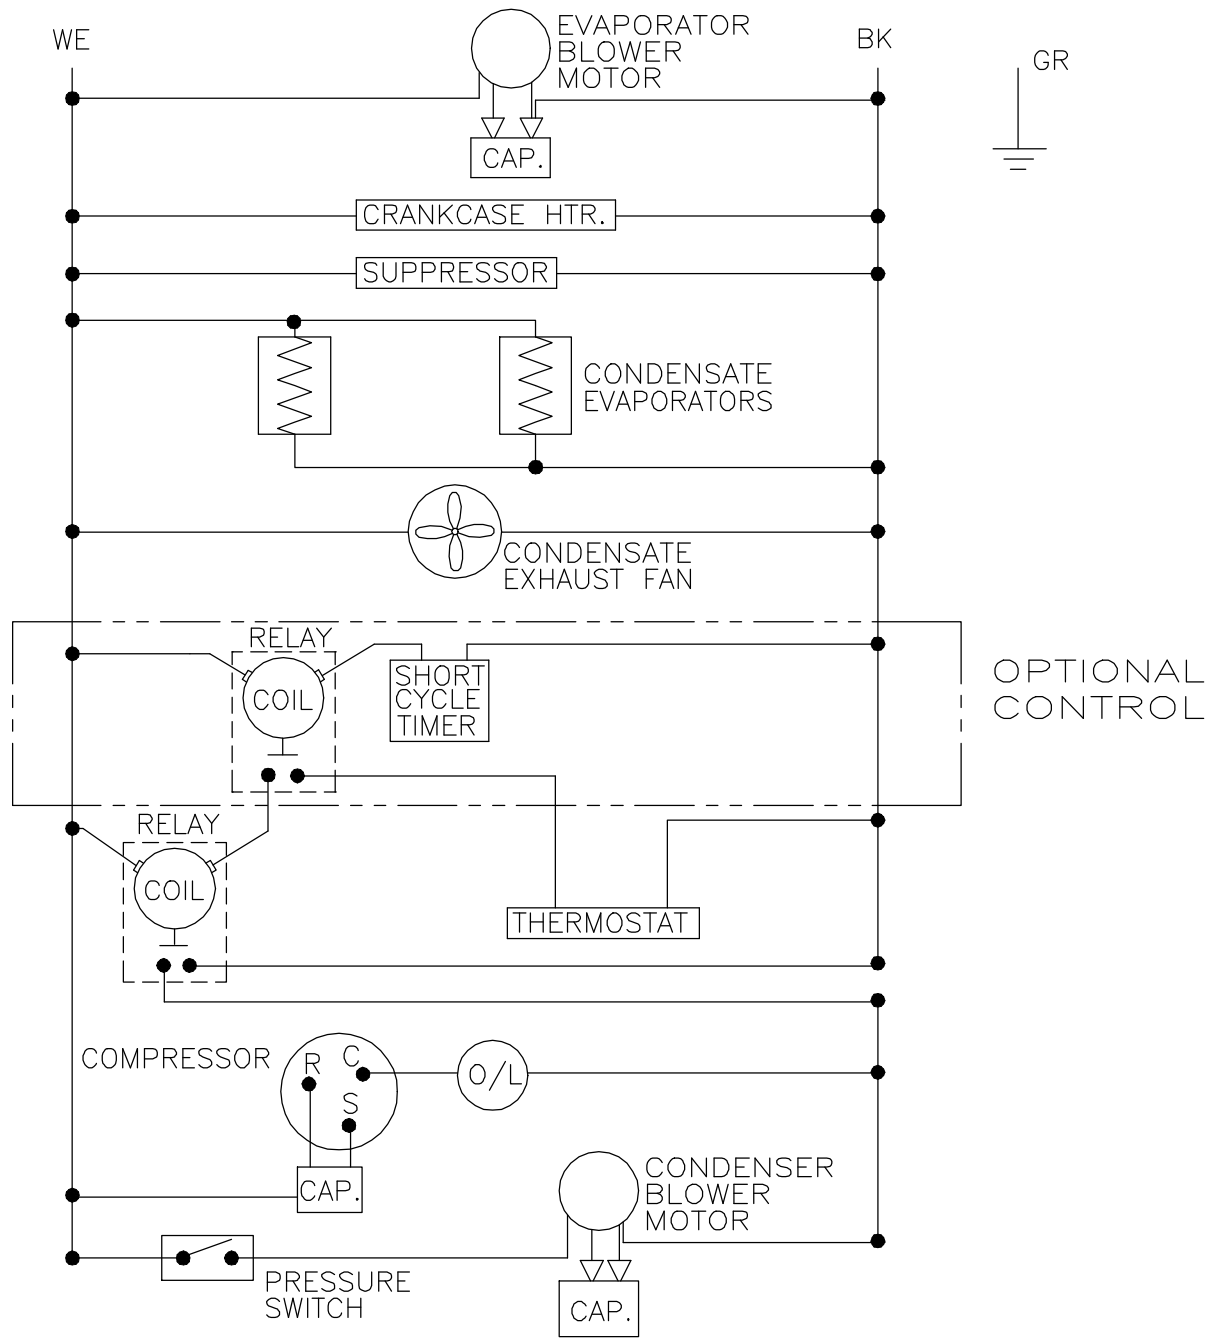 WE
EVAPORATOR
BLOWER
MOTOR
BK
GR
CAP.
CRANKCASE HTR.
SUPPRESSOR
CONDENSATE
EVAPORATORS
CONDENSATE
EXHAUST FAN
RELAY
COIL
SHORT
CYCLE
TIMER
OPTIONAL
CONTROL
RELAY
COIL
THERMOSTAT
COMPRESSOR
R
C
S
O/L
CAP.
CONDENSER
BLOWER
MOTOR
PRESSURE
SWITCH
CAP.